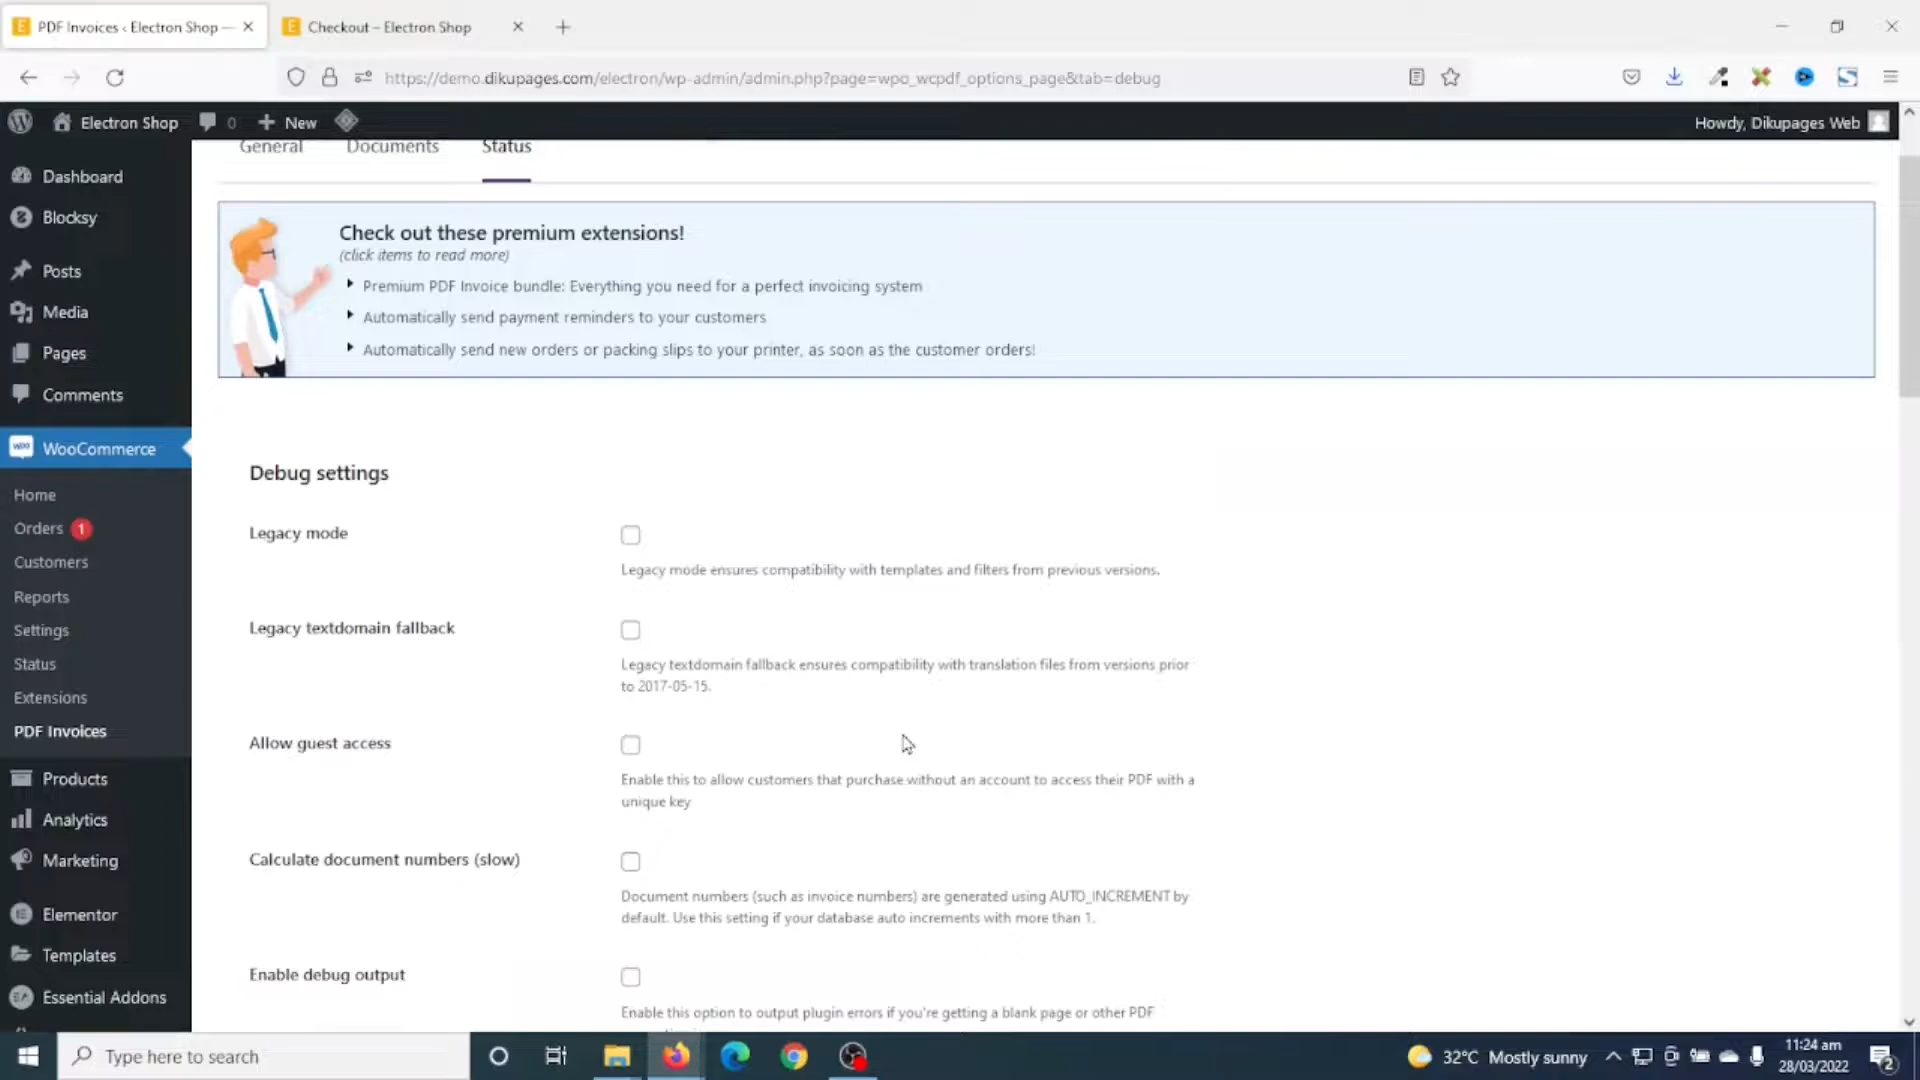 PDF Invoices ‹ Electron Shop —
Checkout – Electron Shop
https://demo.dikupages.com/electron/wp-admin/admin.php?page=wpo_wcpdf_options_page&tab=debug
Electron Shop
0
New
Howdy, Dikupages Web
General
Documents
Status
Dashboard
Blocksy
Posts
Media
Pages
Comments
WooCommerce
Home
Orders 1
Customers
Reports
Settings
Status
Extensions
PDF Invoices
Products
Analytics
Marketing
Elementor
Templates
Essential Addons
Check out these premium extensions!
(click items to read more)
Premium PDF Invoice bundle: Everything you need for a perfect invoicing system
Automatically send payment reminders to your customers
Automatically send new orders or packing slips to your printer, as soon as the customer orders!
Debug settings
Legacy mode
Legacy mode ensures compatibility with templates and filters from previous versions.
Legacy textdomain fallback
Legacy textdomain fallback ensures compatibility with translation files from versions prior
to 2017-05-15.
Allow guest access
Enable this to allow customers that purchase without an account to access their PDF with a
unique key
Calculate document numbers (slow)
Document numbers (such as invoice numbers) are generated using AUTO_INCREMENT by
default. Use this setting if your database auto increments with more than 1.
Enable debug output
Enable this option to output plugin errors if you're getting a blank page or other PDF
Type here to search
32°C Mostly sunny
11:24 am
28/03/2022
2